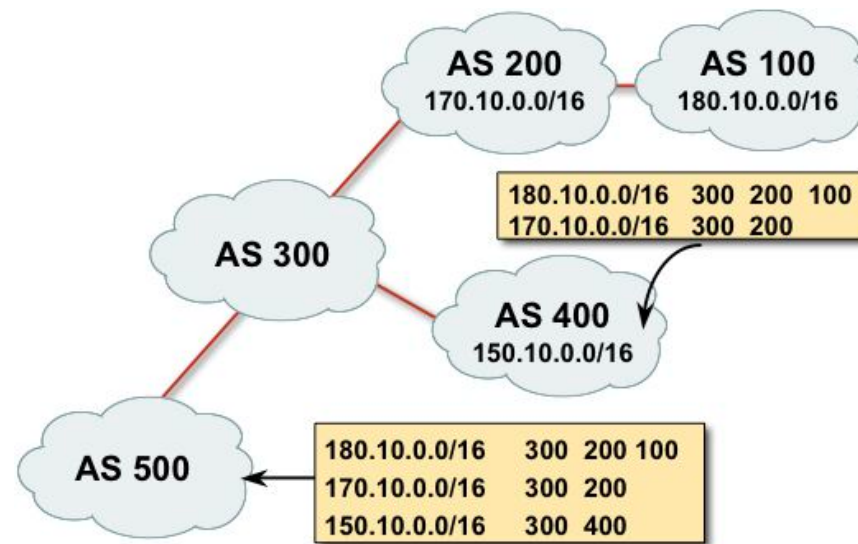 AS 200
170.10.0.0/16
AS 100
180.10.0.0/16
180.10.0.0/16 300 200 100
170.10.0.0/16 300 200
AS 300
AS 400
150.10.0.0/16
AS 500
180.10.0.0/16 300 200 100
170.10.0.0/16 300 200
150.10.0.0/16 300 400